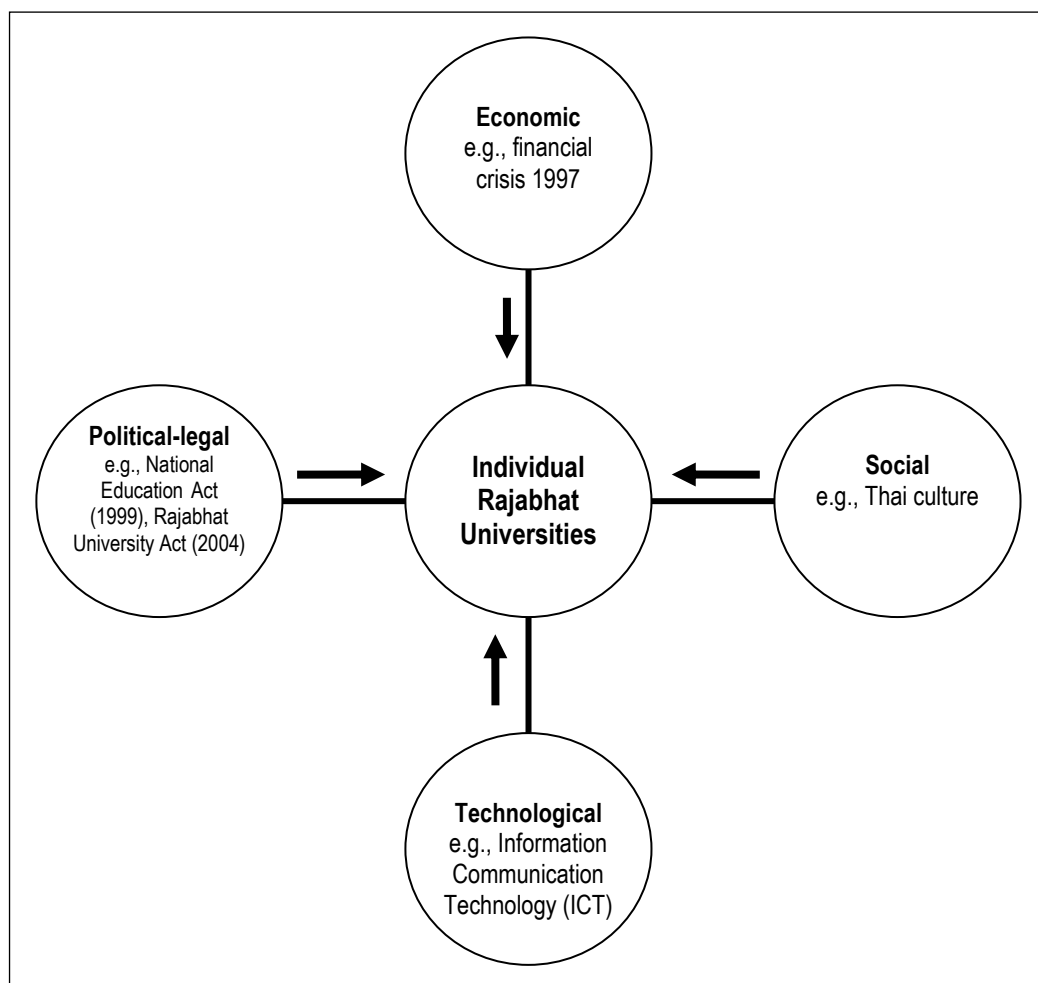 Economic
e.g., financial
crisis 1997
Political-legal
e.g., National
Education Act
(1999), Rajabhat
University Act (2004)
Individual
Rajabhat
Universities
Social
e.g., Thai culture
Technological
e.g., Information
Communication
Technology (ICT)